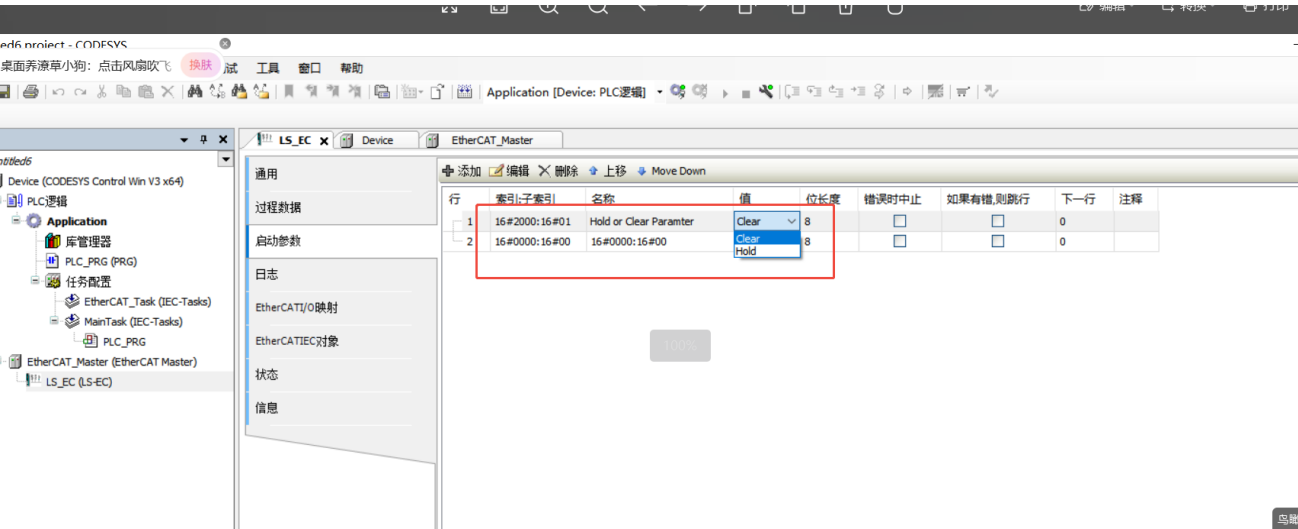 编辑 转换 打印
ed6.project - CODESYS
桌面养潦草小狗：点击风扇吹飞 换肤 试 工具 窗口 帮助
Application [Device: PLC逻辑]
LS_EC Device EtherCAT_Master
ntitled6
Device (CODESYS Control Win V3 x64)
PLC逻辑
Application
库管理器
PLC_PRG (PRG)
任务配置
EtherCAT_Task (IEC-Tasks)
MainTask (IEC-Tasks)
PLC_PRG
EtherCAT_Master (EtherCAT Master)
LS_EC (LS-EC)
通用
过程数据
启动参数
日志
EtherCATI/O映射
EtherCATIEC对象
状态
信息
添加 编辑 删除 上移 Move Down
行 索引:子索引 名称 值 位长度 错误时中止 如果有错,则跳行 下一行 注释
1 16#2000:16#01 Hold or Clear Paramter Clear 8 0
2 16#0000:16#00 16#0000:16#00 8 0
Clear
Hold
100%
鸟瞰